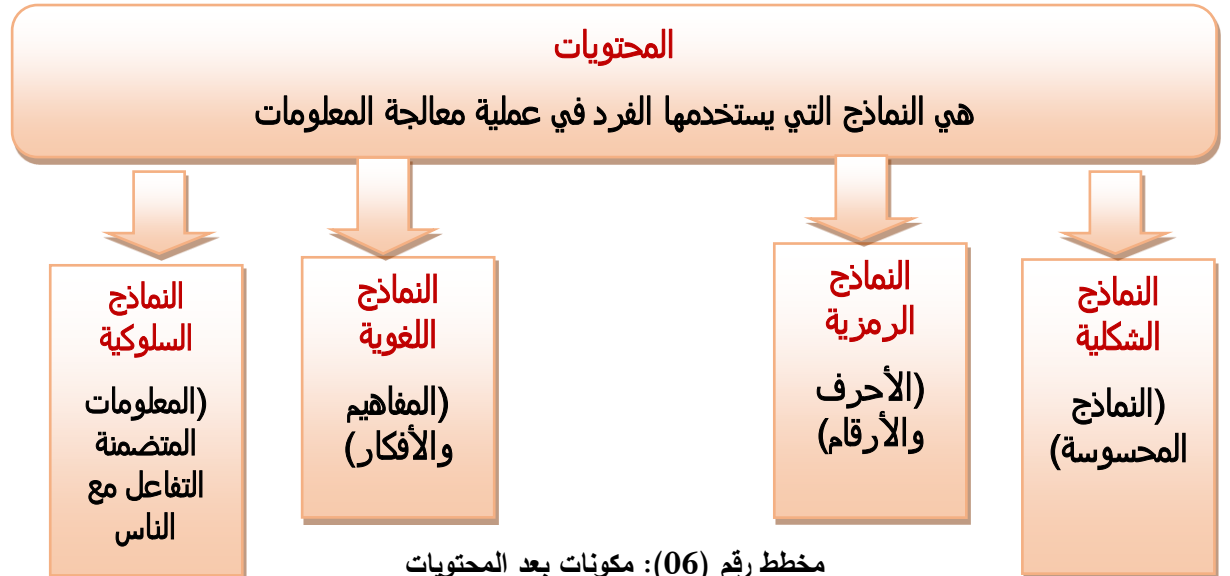 المحتويات
هي النماذج التي يستخدمها الفرد في عملية معالجة المعلومات
النماذج
الشكلية
(النماذج
المحسوسة)
النماذج
الرمزية
(الأحرف
والأرقام)
النماذج
اللغوية
(المفاهيم
والأفكار)
النماذج
السلوكية
(المعلومات
المتضمنة
التفاعل مع
الناس
مخطط رقم (06): مكونات بعد المحتويات